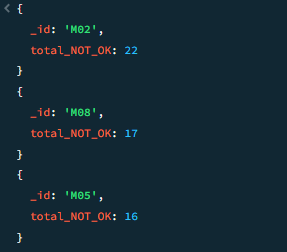 {
_id: 'M02',
total_NOT_OK: 22
}
{
_id: 'M08',
total_NOT_OK: 17
}
{
_id: 'M05',
total_NOT_OK: 16
}